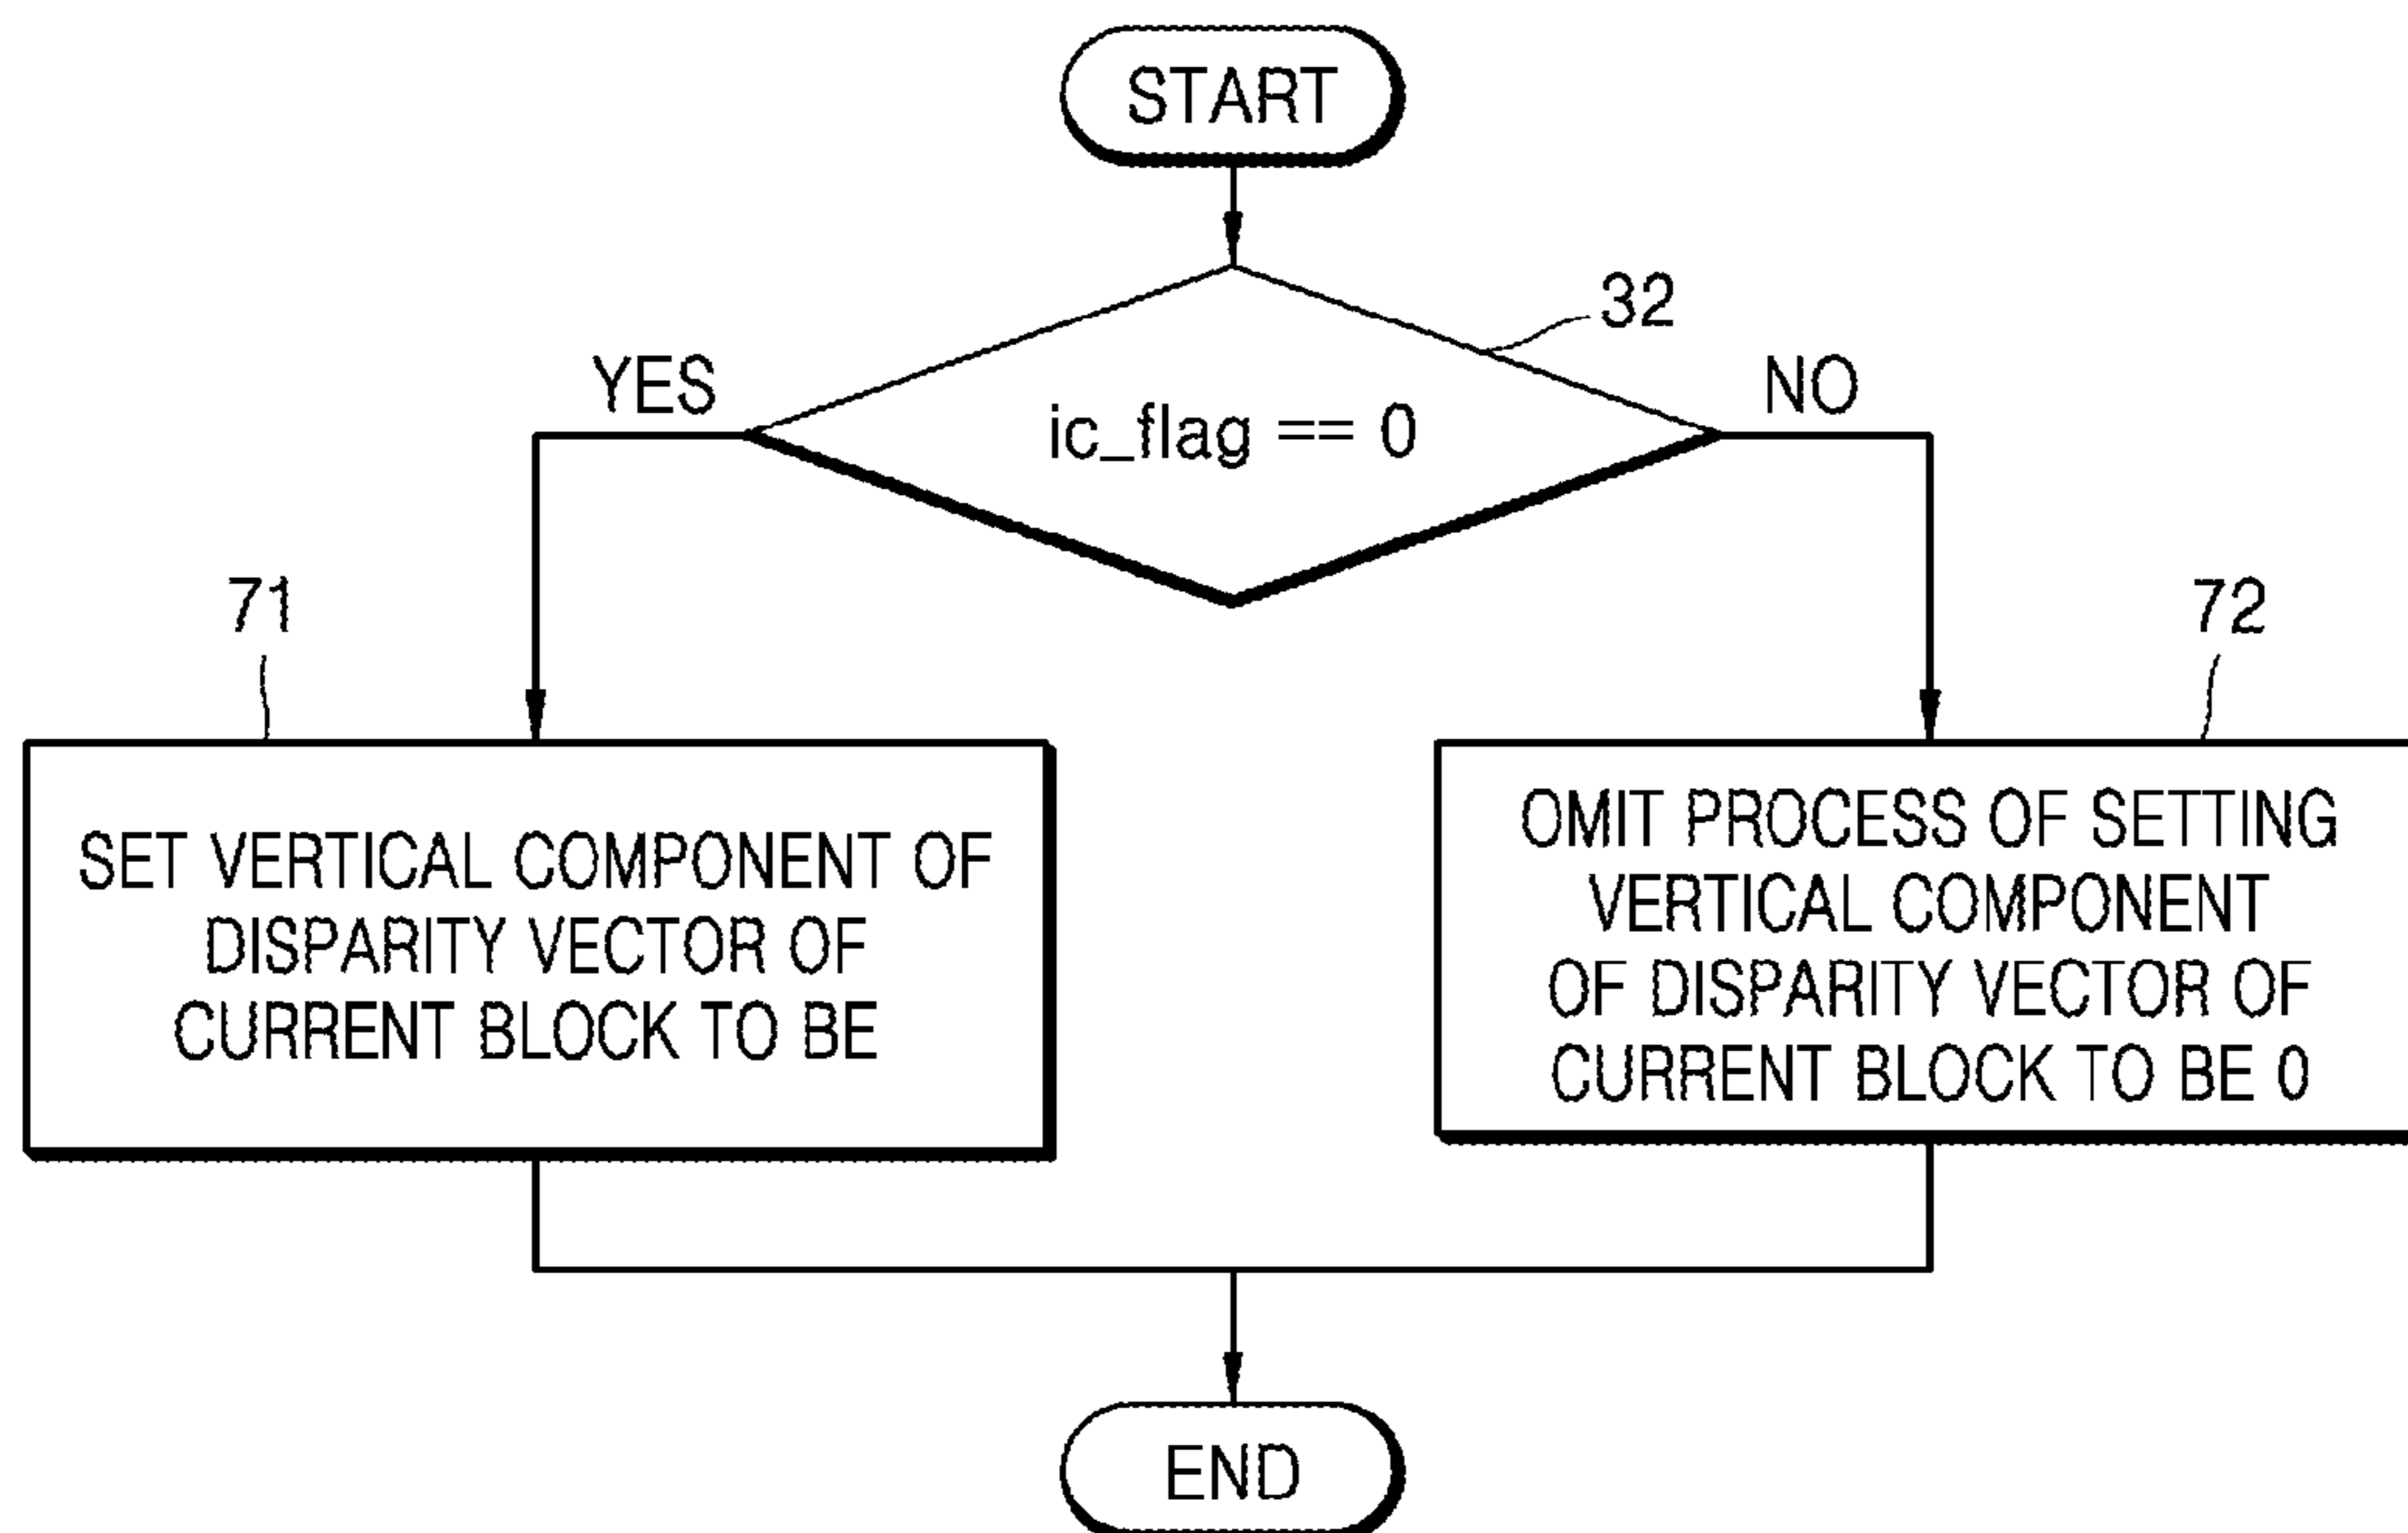 START
32
YES
NO
ic_flag == 0
71
72
SET VERTICAL COMPONENT OF
DISPARITY VECTOR OF
CURRENT BLOCK TO BE
OMIT PROCESS OF SETTING
VERTICAL COMPONENT
OF DISPARITY VECTOR OF
CURRENT BLOCK TO BE 0
END